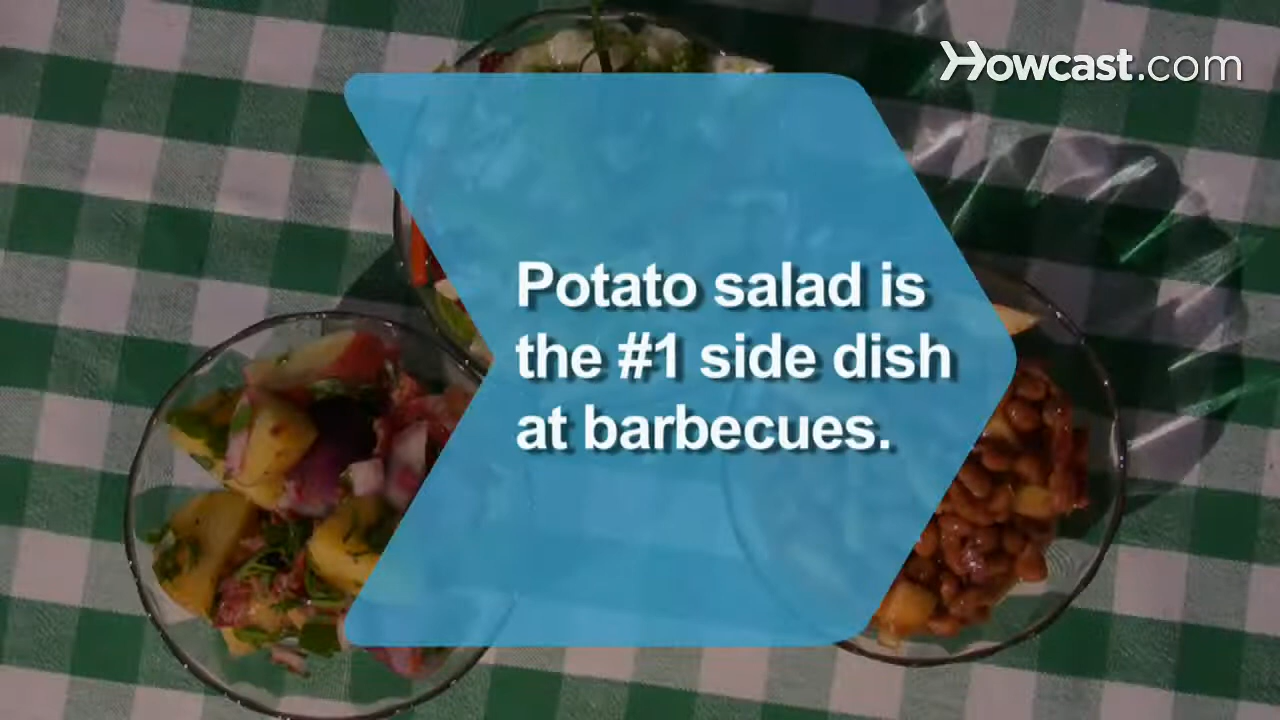 Howcast.com
Potato salad is
the #1 side dish
at barbecues.